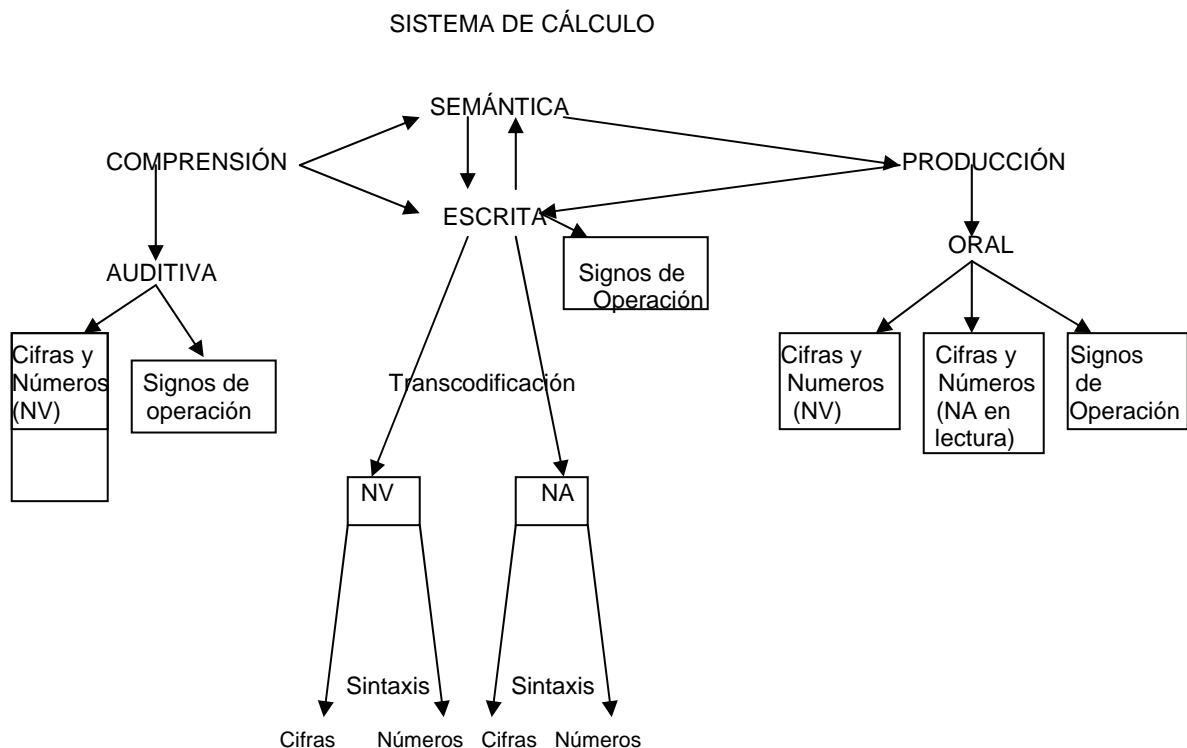 SISTEMA DE CÁLCULO
SEMÁNTICA
COMPRENSIÓN
PRODUCCIÓN
ESCRITA
AUDITIVA
ORAL
Signos de
Operación
Cifras y
Números
(NV)
Signos de
operación
Transcodificación
Cifras y
Numeros
(NV)
Cifras y
Números
(NA en
lectura)
Signos
de
Operación
NV
NA
Sintaxis
Sintaxis
Cifras
Números
Cifras
Números